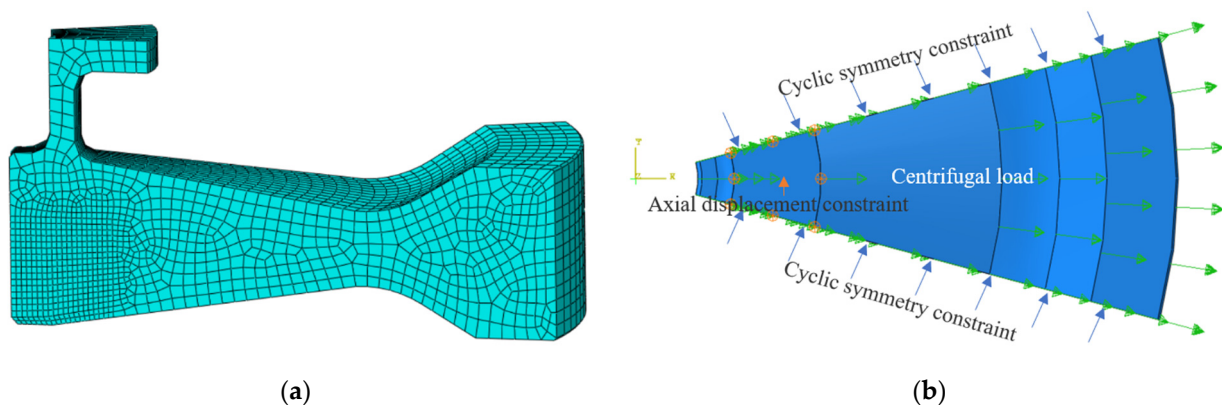 Cyclic symmetry constraint
Y
X
Centrifugal load
Axial displacement constraint
Cyclic symmetry constraint
(a)
(b)